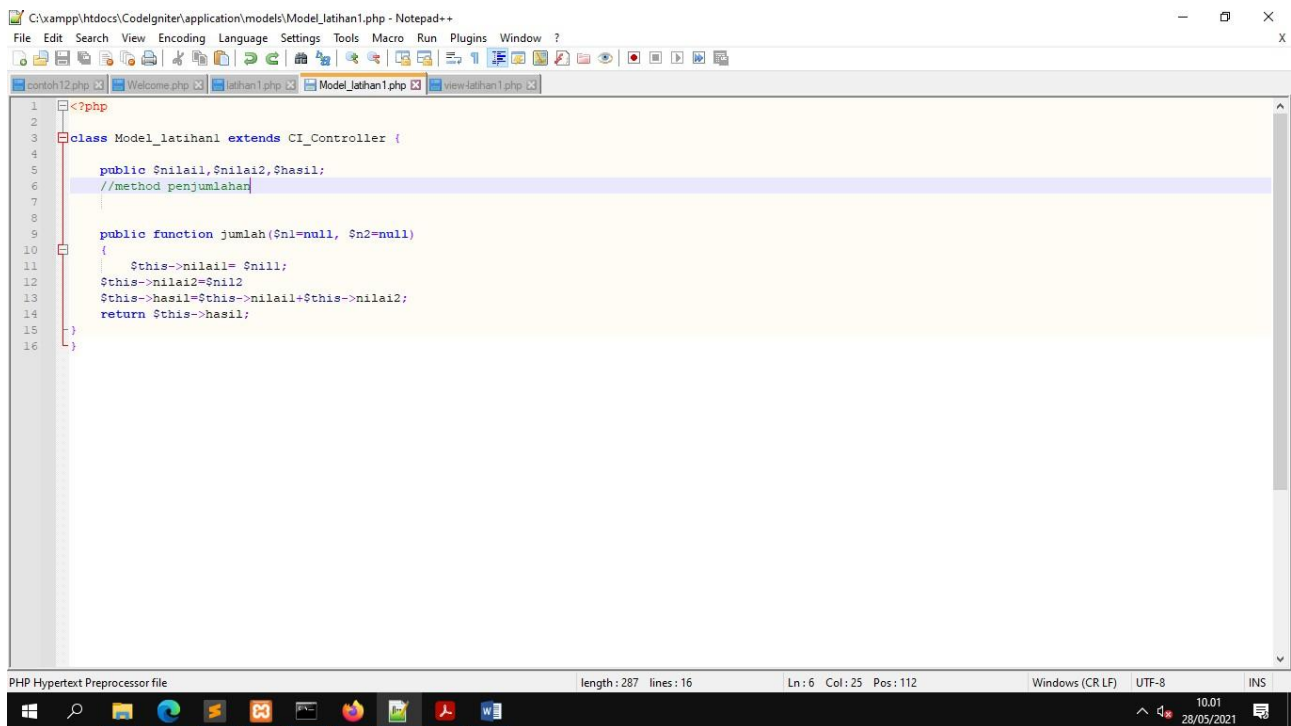 C:\xampp\htdocs\CodeIgniter\application\models\Model_latihan1.php - Notepad++
File Edit Search View Encoding Language Settings Tools Macro Run Plugins Window ? X
contoh12.php Welcome.php latihan1.php Model_latihan1.php view-latihan1.php
1 <?php
2
3 class Model_latihan1 extends CI_Controller {
4
5 public $nilai1,$nilai2,$hasil;
6 //method penjumlahan
7
8
9 public function jumlah($n1=null, $n2=null)
10 {
11 $this->nilai1= $nil1;
12 $this->nilai2=$nil2
13 $this->hasil=$this->nilai1+$this->nilai2;
14 return $this->hasil;
15 }
16 }
PHP Hypertext Preprocessor file length : 287 lines : 16 Ln : 6 Col : 25 Pos : 112 Windows (CR LF) UTF-8 INS
10.01
28/05/2021